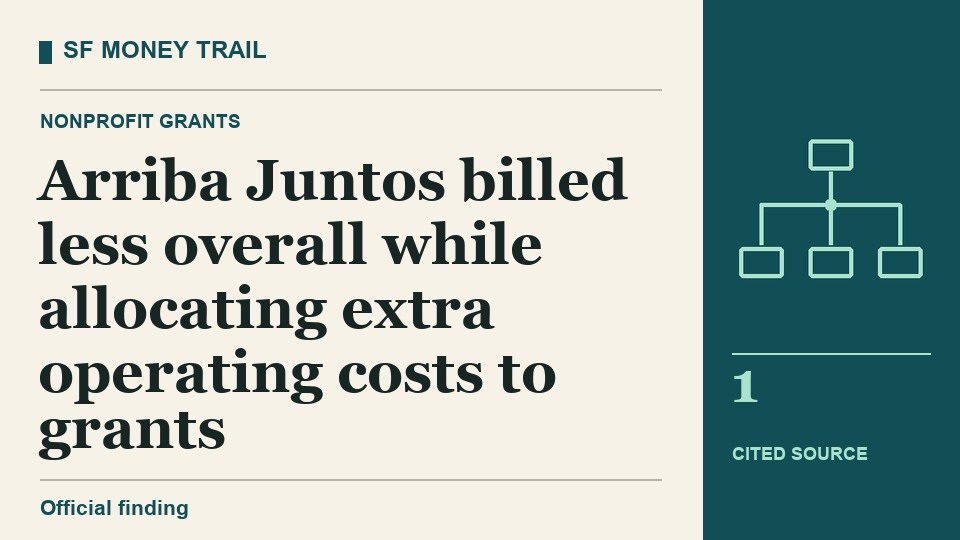 SF MONEY TRAIL
NONPROFIT GRANTS
Arriba Juntos billed
less overall while
allocating extra
operating costs to
grants
Official finding
1
CITED SOURCE